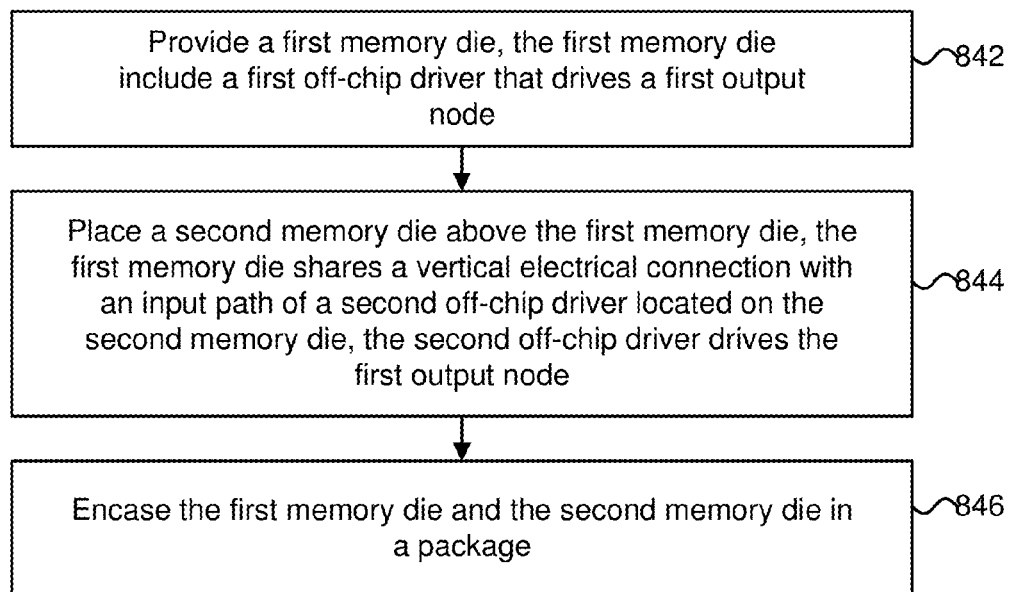 Provide a first memory die, the first memory die
include a first off-chip driver that drives a first output
node
842
Place a second memory die above the first memory die, the
first memory die shares a vertical electrical connection with
an input path of a second off-chip driver located on the
second memory die, the second off-chip driver drives the
first output node
844
Encase the first memory die and the second memory die in
a package
846